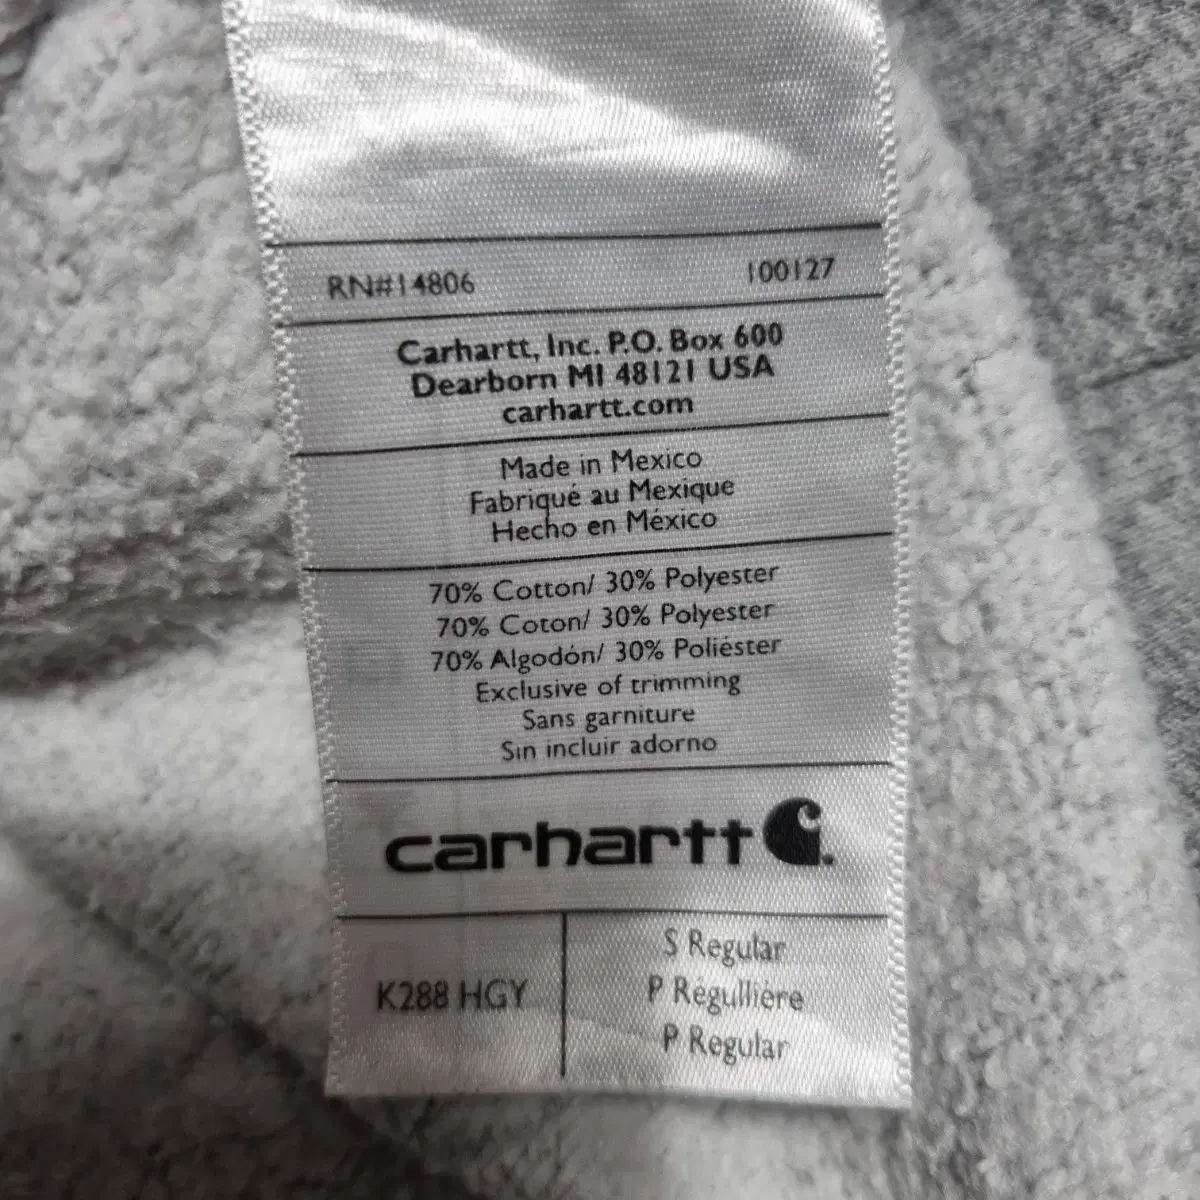 RN#14806 100127
Carhartt, Inc. P.O. Box 600
Dearborn MI 48121 USA
carhartt.com
Made in Mexico
Fabriqué au Mexique
Hecho en México
70% Cotton/ 30% Polyester
70% Coton/ 30% Polyester
70% Algodón/ 30% Poliéster
Exclusive of trimming
Sans garniture
Sin incluir adorno
carhartt
K288 HGY
S Regular
P Régullière
P Regular